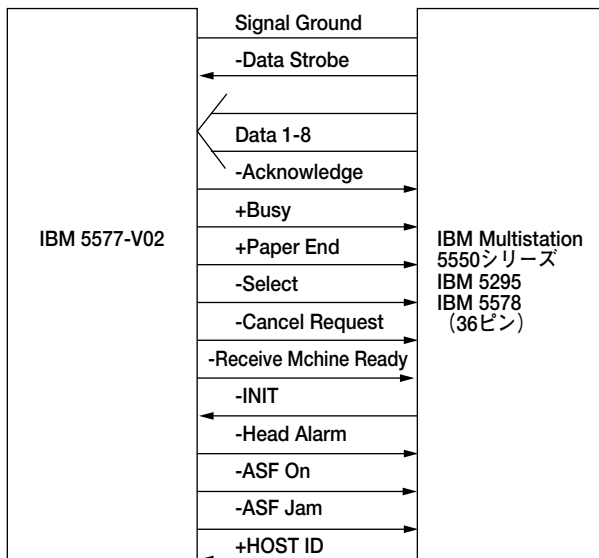 Signal Ground
-Data Strobe
Data 1-8
-Acknowledge
+Busy
+Paper End
-Select
-Cancel Request
-Receive Mchine Ready
-INIT
-Head Alarm
-ASF On
-ASF Jam
+HOST ID
IBM 5577-V02
IBM Multistation
5550シリーズ
IBM 5295
IBM 5578
（36ピン）